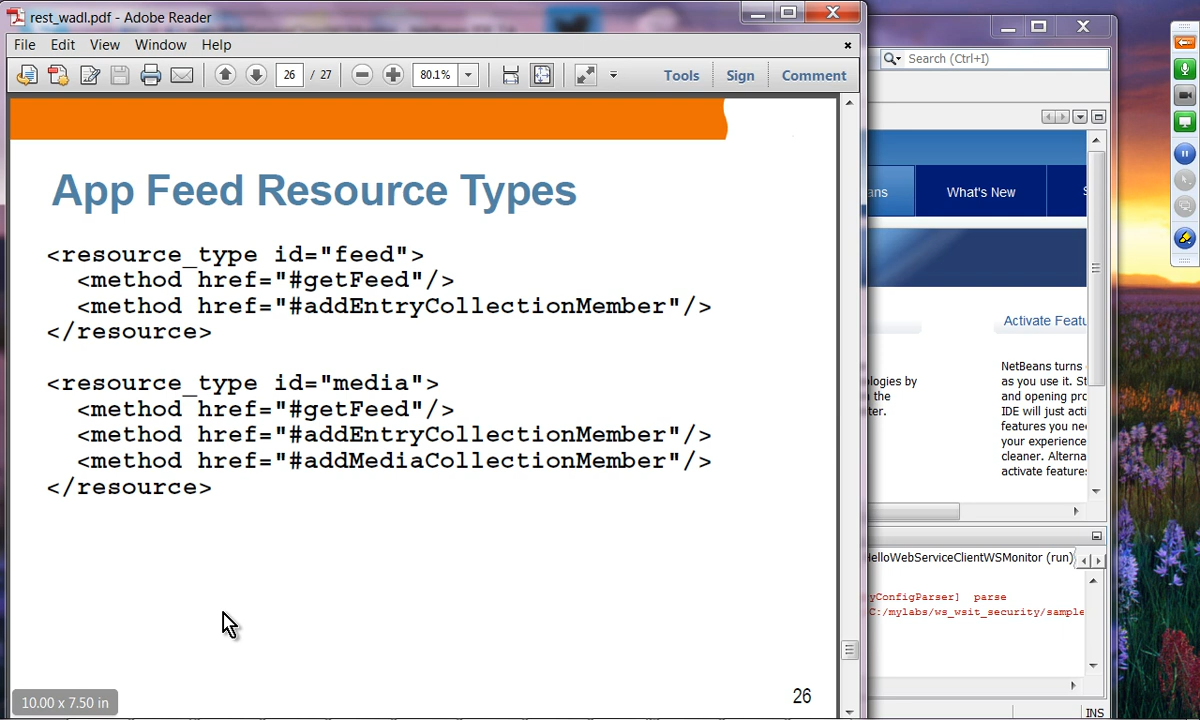 rest_wadl.pdf - Adobe Reader
File Edit View Window Help
26 / 27
80.1%
Tools Sign Comment
App Feed Resource Types
<resource_type id="feed">
<method href="#getFeed"/>
<method href="#addEntryCollectionMember"/>
</resource>
<resource_type id="media">
<method href="#getFeed"/>
<method href="#addEntryCollectionMember"/>
<method href="#addMediaCollectionMember"/>
</resource>
26
10.00 x 7.50 in
Search (Ctrl+I)
What's New
Activate Featu
logies by
the
ter.
NetBeans turns
as you use it. St
and opening pro
IDE will just acti
features you nee
your experience
cleaner. Alterna
activate features
elloWebServiceClientWSMonitor (run)
yConfigParser] parse
C:/mylabs/ws_wsit_security/sample
INS